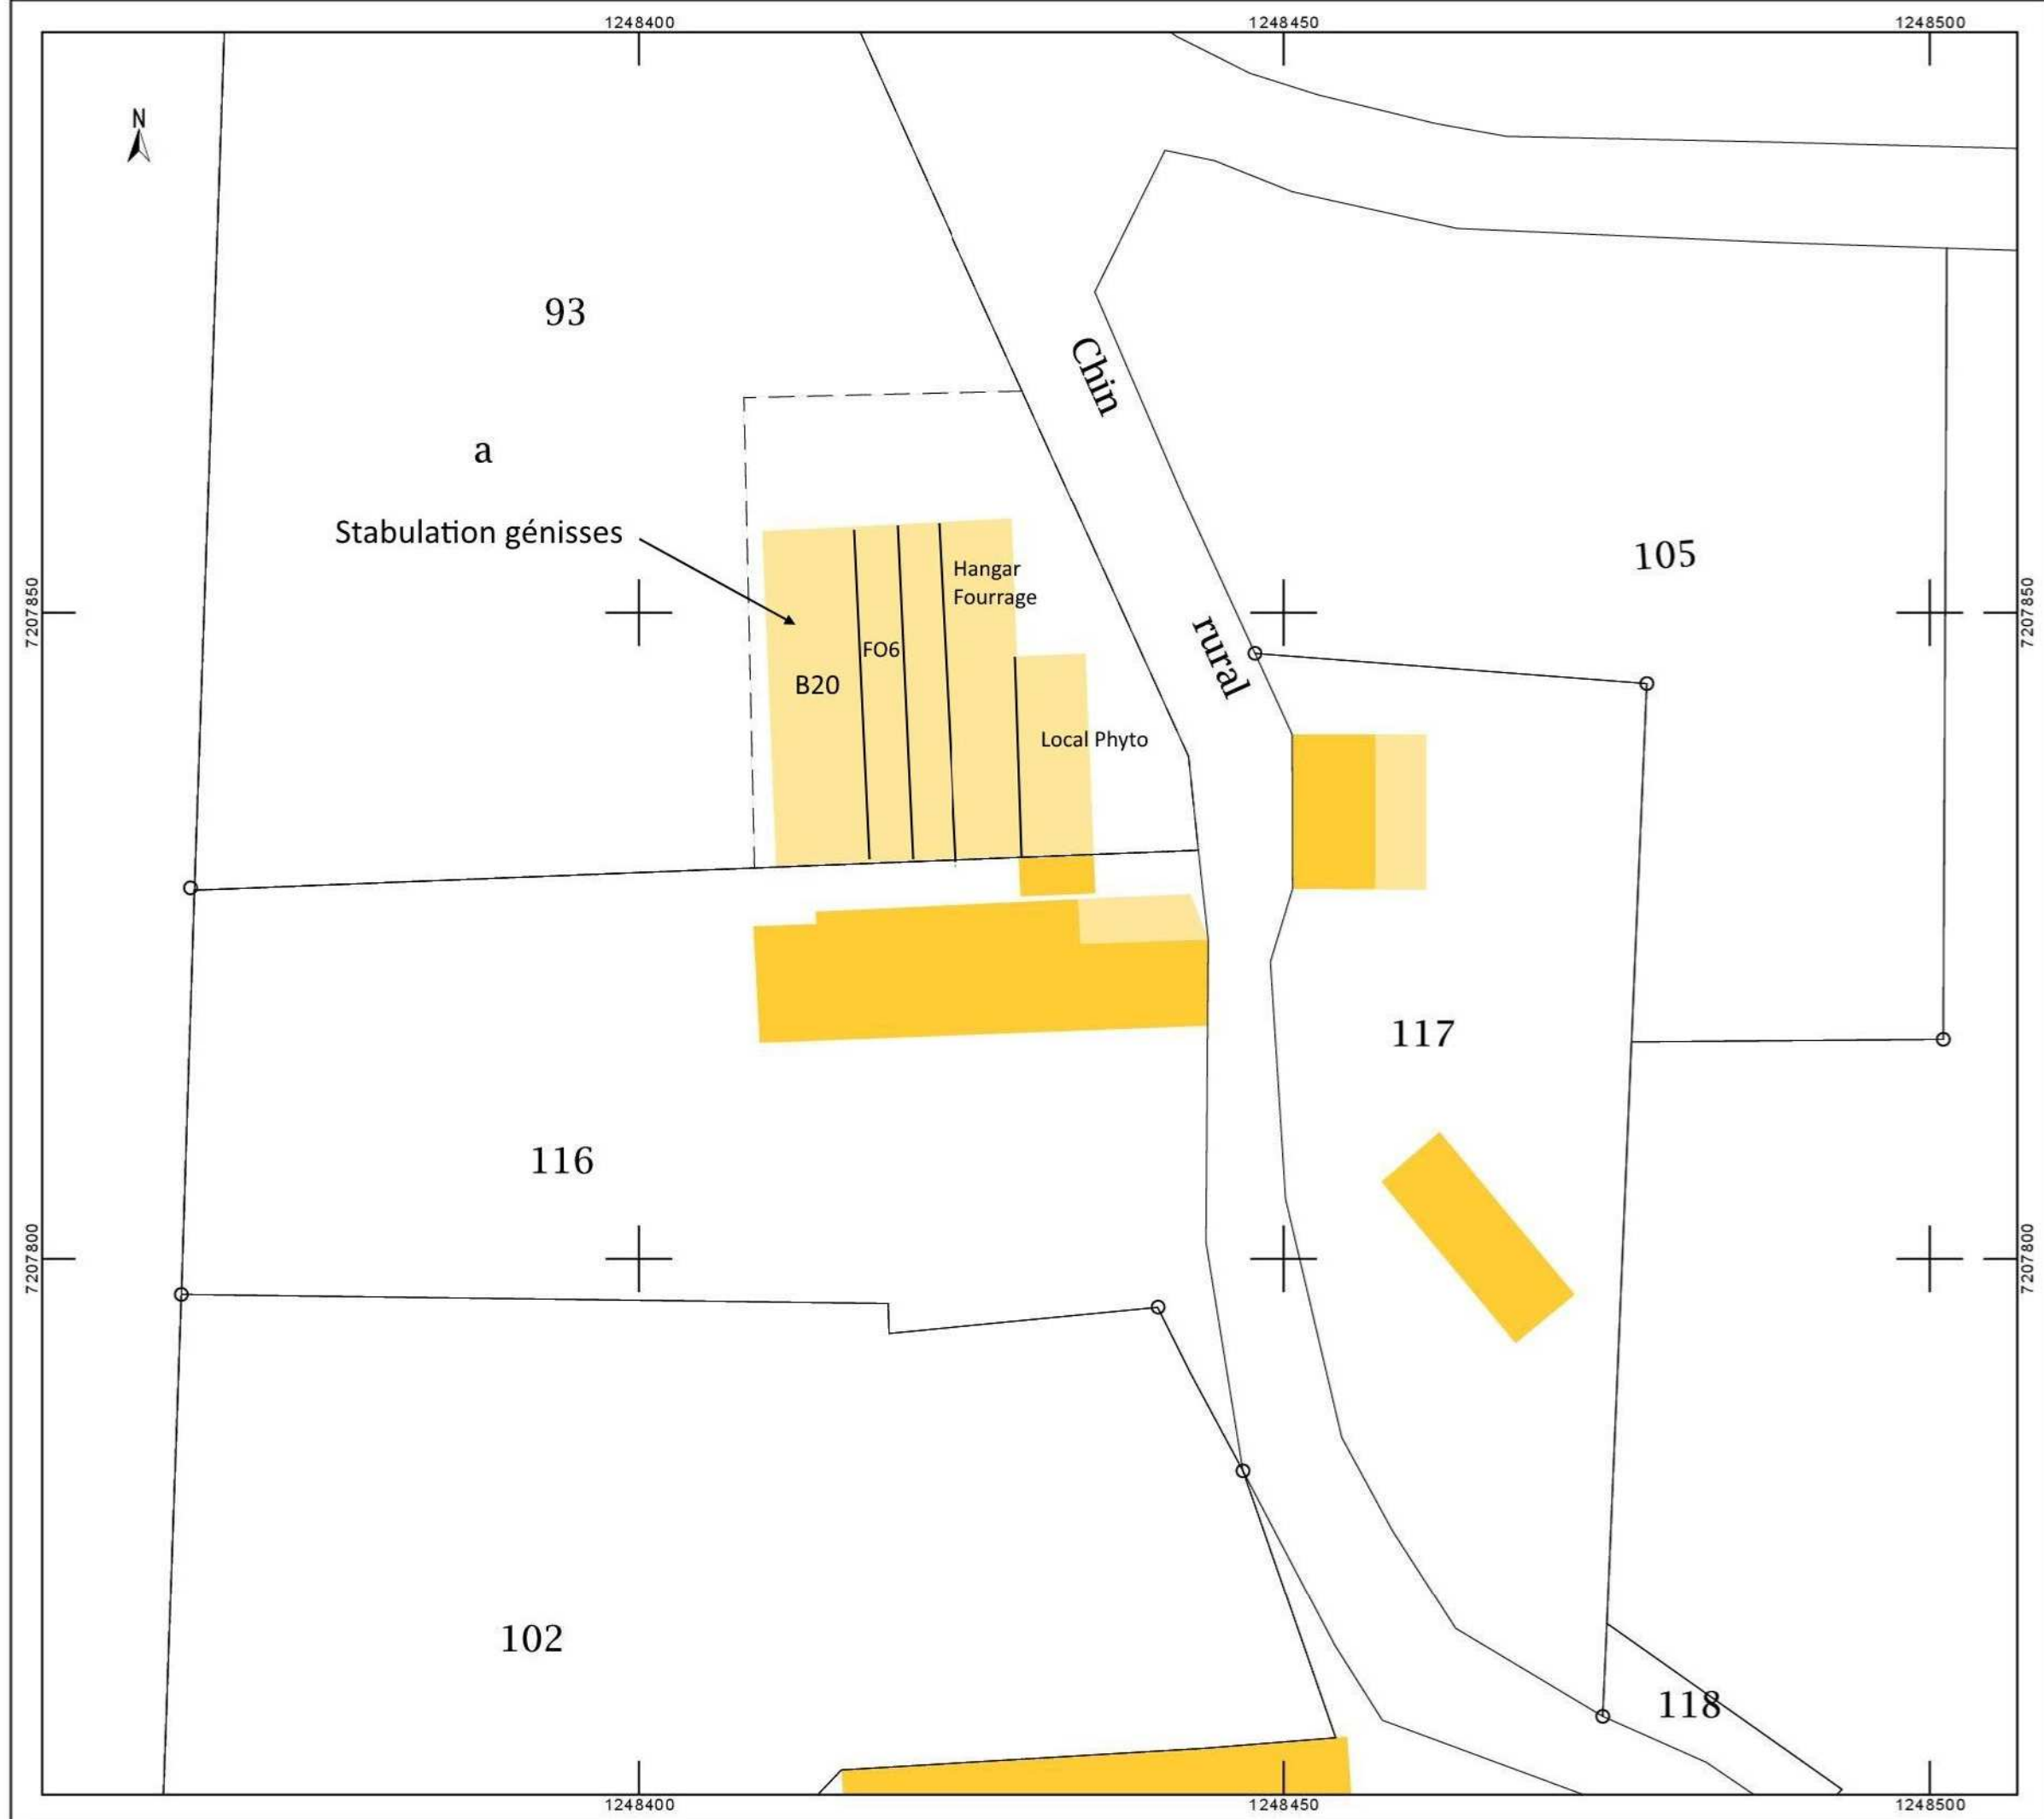 1248400
1248450
1248500
N
93
Chin
a
Stabulation génisses
105
Hangar
Fourrage
7207850
7207850
rural
FO6
B20
Local Phyto
117
116
7207800
7207800
102
118
1248400
1248450
1248500